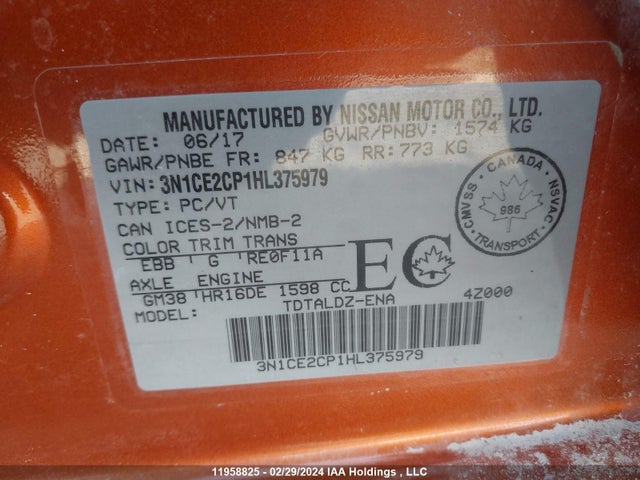 MANUFACTURED BY NISSAN MOTOR CO., LTD.
DATE: 06/17 GVWR/PNBV: 1574 KG
GAWR/PNBE FR: 847 KG RR: 773 KG
VIN: 3N1CE2CP1HL375979
TYPE: PC/VT
CAN ICES-2/NMB-2
COLOR TRIM TRANS
EBB G RE0F11A
AXLE ENGINE
GM38 HR16DE 1598 CC
MODEL: TDTALDZ-ENA 4Z000
EC
CMVSS · CANADA · NSVAC
986
TRANSPORT
3N1CE2CP1HL375979
11958825 - 02/29/2024 IAA Holdings , LLC